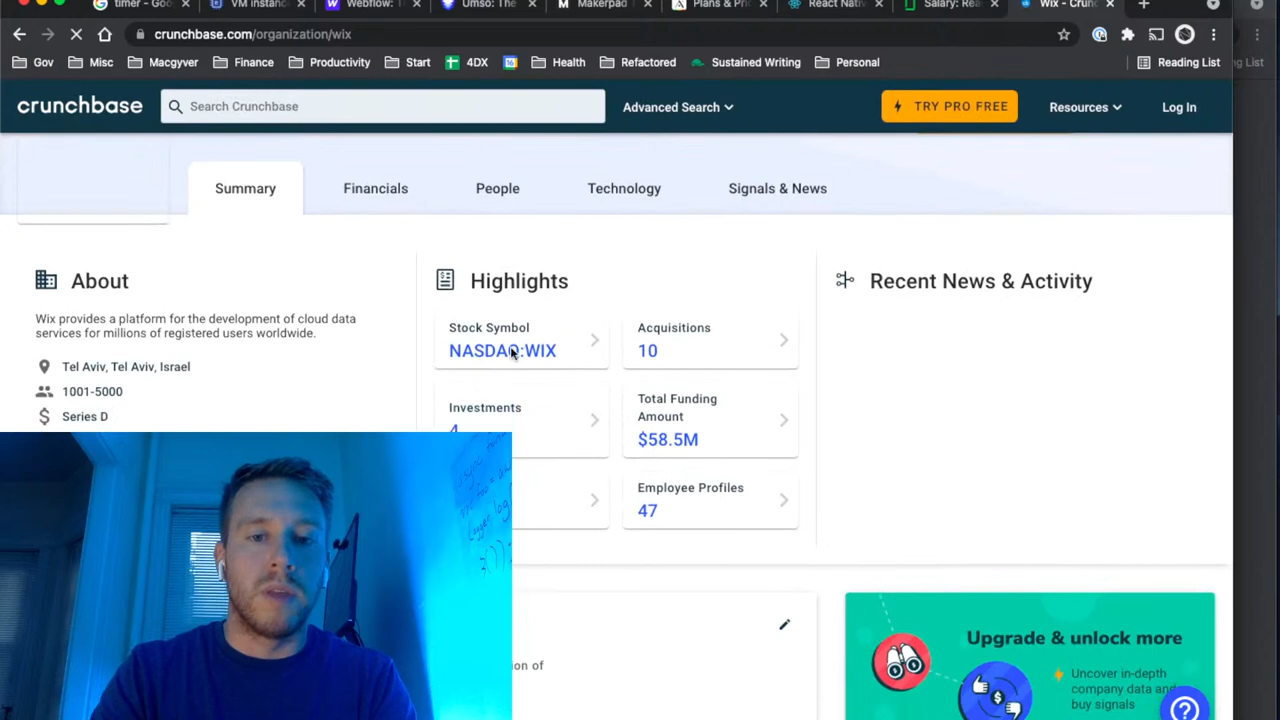 timer - Goo
VM instanc
Webflow: T
Umso: The
Makerpad
Plans & Pri
React Nativ
Salary: Rea
Wix - Crunc
crunchbase.com/organization/wix
Gov
Misc
Macgyver
Finance
Productivity
Start
4DX
Health
Refactored
Sustained Writing
Personal
Reading List
crunchbase
Search Crunchbase
Advanced Search
TRY PRO FREE
Resources
Log In
Summary
Financials
People
Technology
Signals & News
About
Wix provides a platform for the development of cloud data
services for millions of registered users worldwide.
Tel Aviv, Tel Aviv, Israel
1001-5000
Series D
Highlights
Stock Symbol
NASDAQ:WIX
Acquisitions
10
Investments
4
Total Funding
Amount
$58.5M
Employee Profiles
47
Recent News & Activity
ion of
Upgrade & unlock more
Uncover in-depth
company data and
buy signals